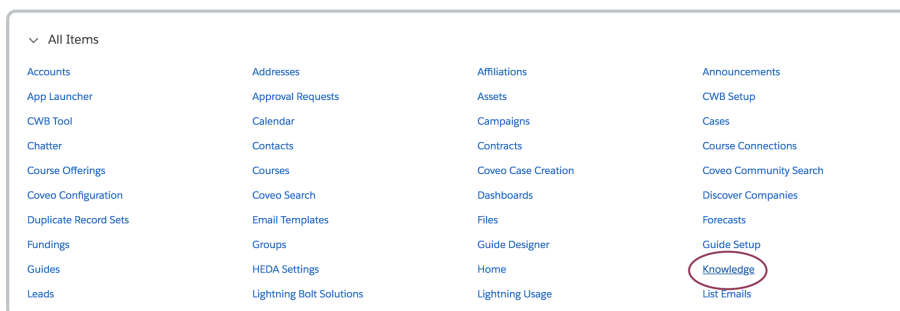 All Items
Accounts Addresses Affiliations Announcements
App Launcher Approval Requests Assets CWB Setup
CWB Tool Calendar Campaigns Cases
Chatter Contacts Contracts Course Connections
Course Offerings Courses Coveo Case Creation Coveo Community Search
Coveo Configuration Coveo Search Dashboards Discover Companies
Duplicate Record Sets Email Templates Files Forecasts
Fundings Groups Guide Designer Guide Setup
Guides HEDA Settings Home Knowledge
Leads Lightning Bolt Solutions Lightning Usage List Emails